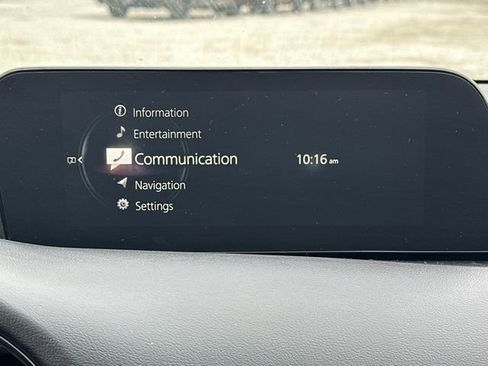 Information
Entertainment
Communication
10:16 am
Navigation
Settings